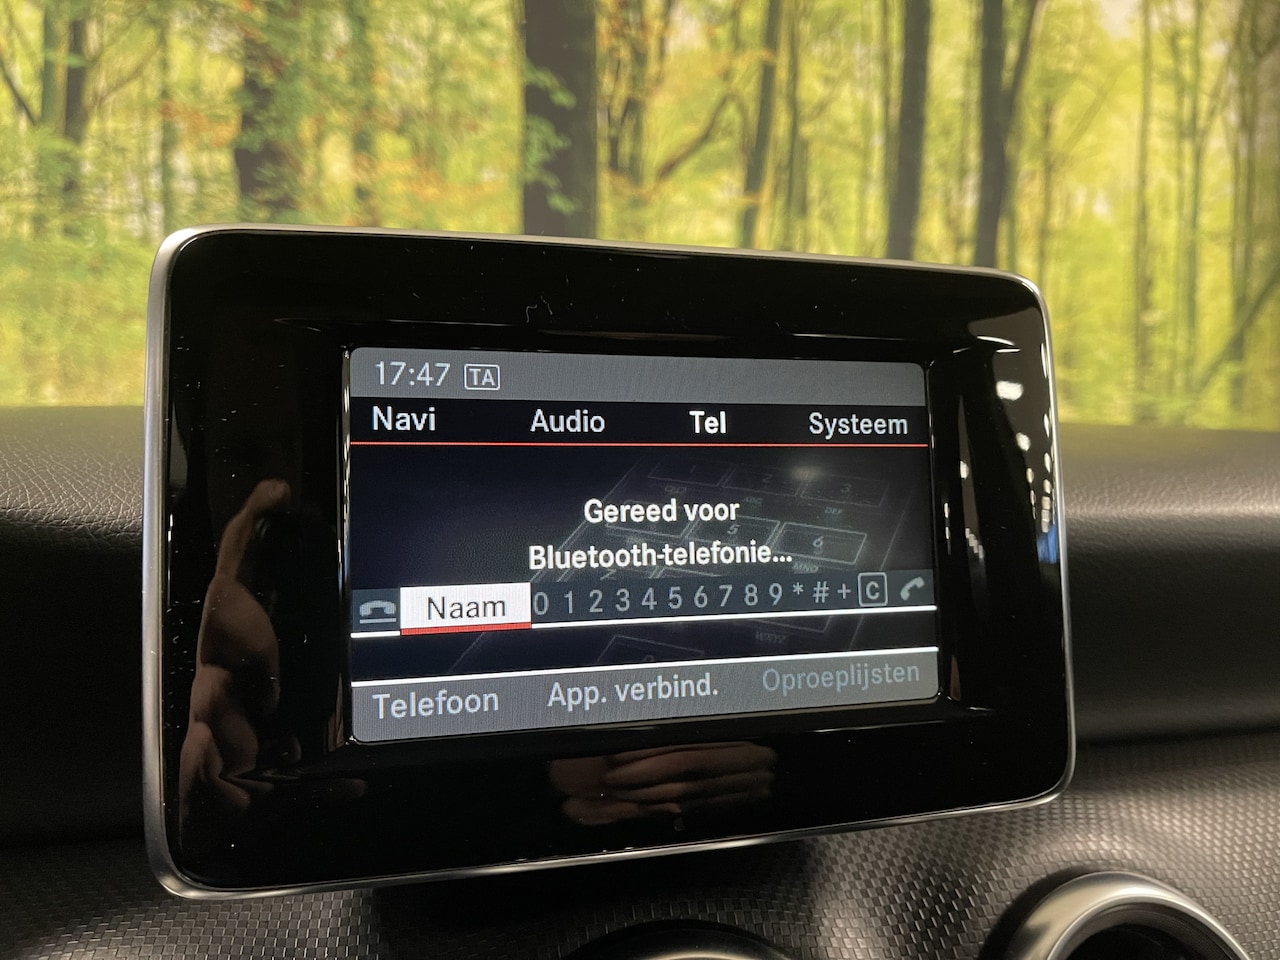 17:47 TA
Navi Audio Tel Systeem
Gereed voor
Bluetooth-telefonie...
Naam 0 1 2 3 4 5 6 7 8 9 * # + C
Telefoon App. verbind. Oproeplijsten